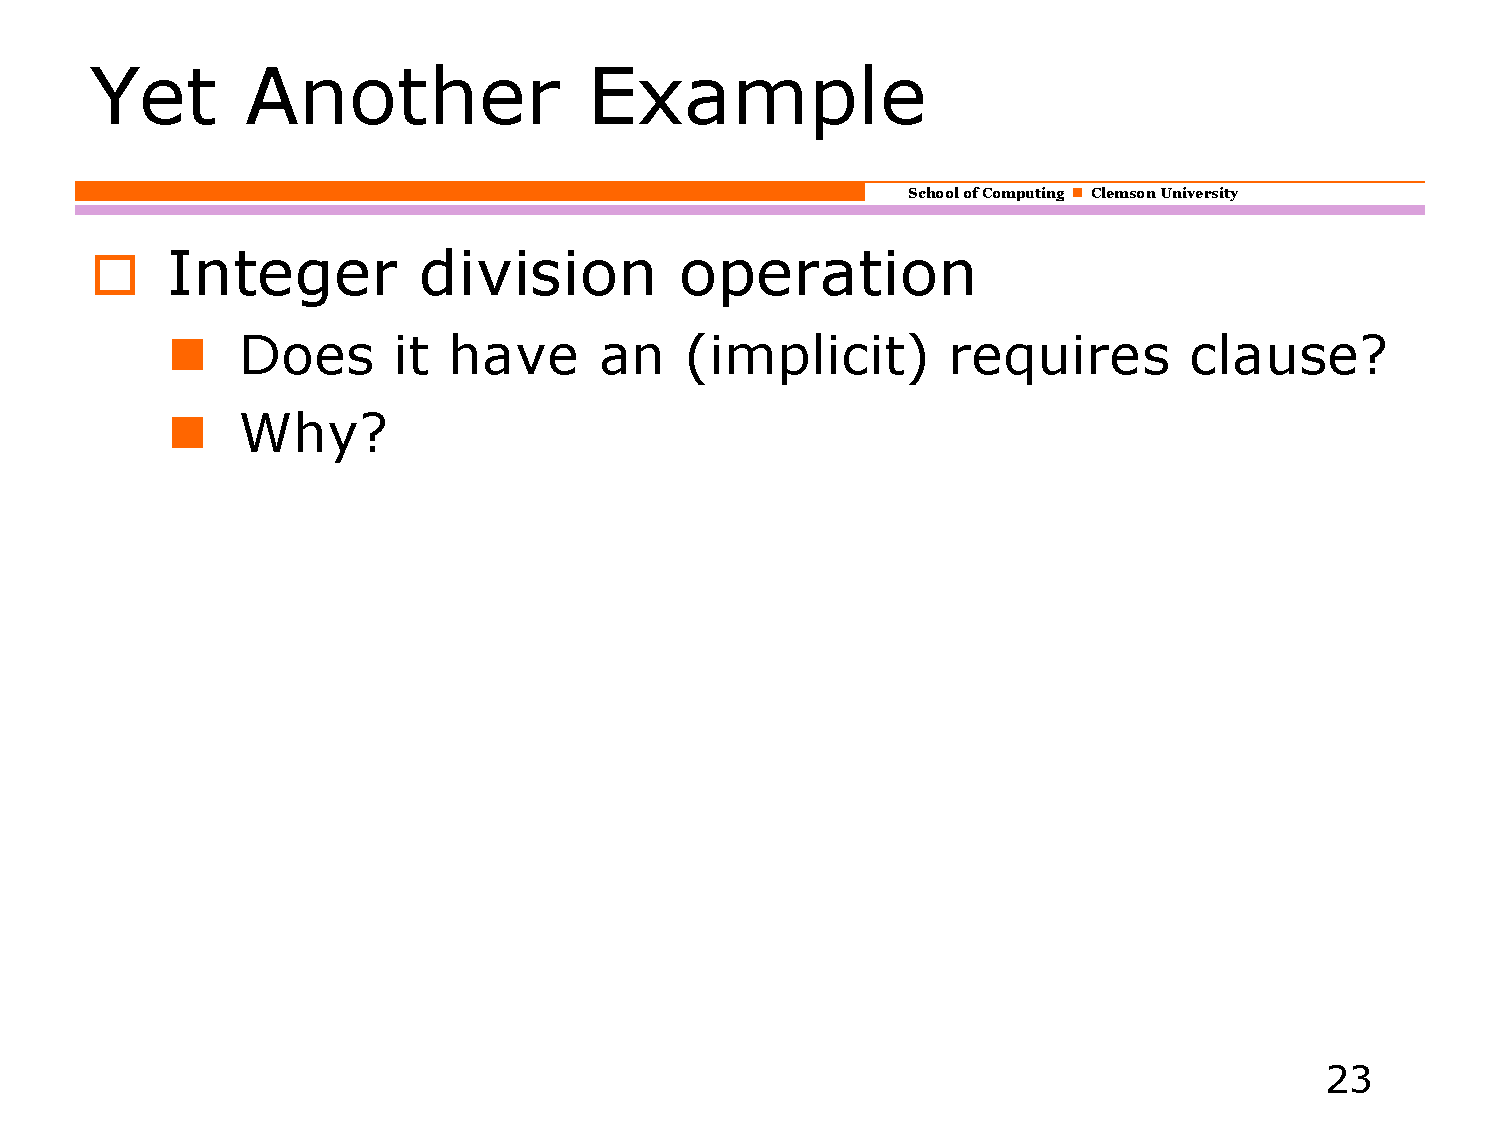 Yet Another Example
School of Computing ■ Clemson University
□ Integer division operation
■ Does it have an (implicit) requires clause?
■ Why?
23